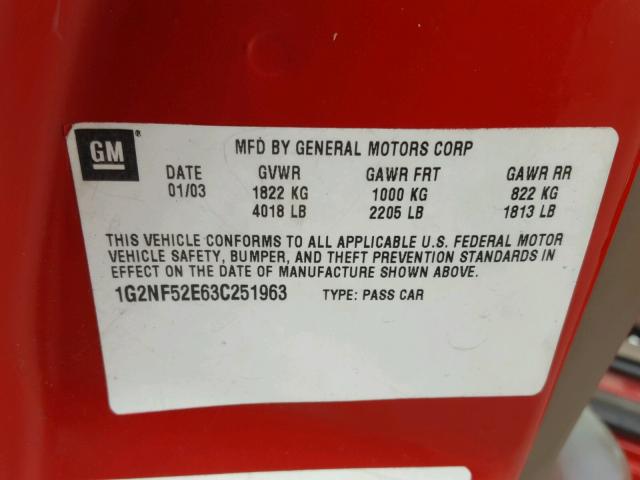 GM®
MFD BY GENERAL MOTORS CORP
DATE GVWR GAWR FRT GAWR RR
01/03 1822 KG 1000 KG 822 KG
4018 LB 2205 LB 1813 LB
THIS VEHICLE CONFORMS TO ALL APPLICABLE U.S. FEDERAL MOTOR
VEHICLE SAFETY, BUMPER, AND THEFT PREVENTION STANDARDS IN
EFFECT ON THE DATE OF MANUFACTURE SHOWN ABOVE.
1G2NF52E63C251963 TYPE: PASS CAR